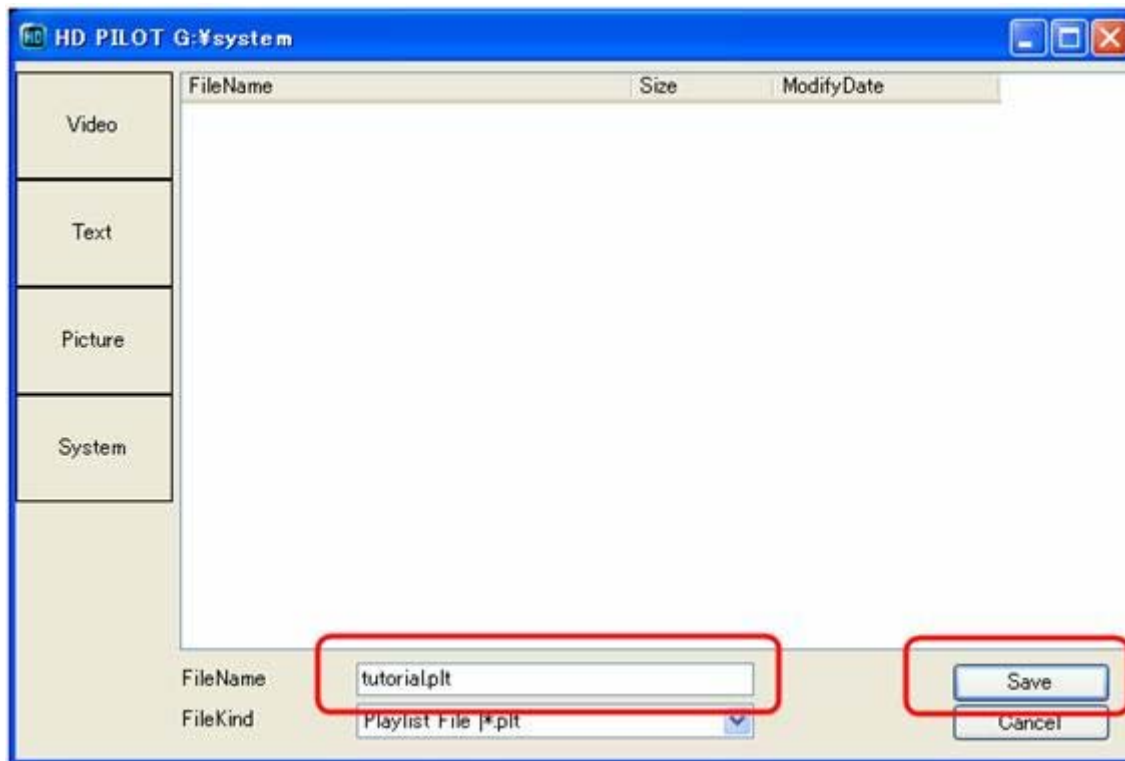 HD PILOT G:¥system
FileName Size ModifyDate
Video
Text
Picture
System
FileName tutorial.plt Save
FileKind Playlist File |*.plt Cancel